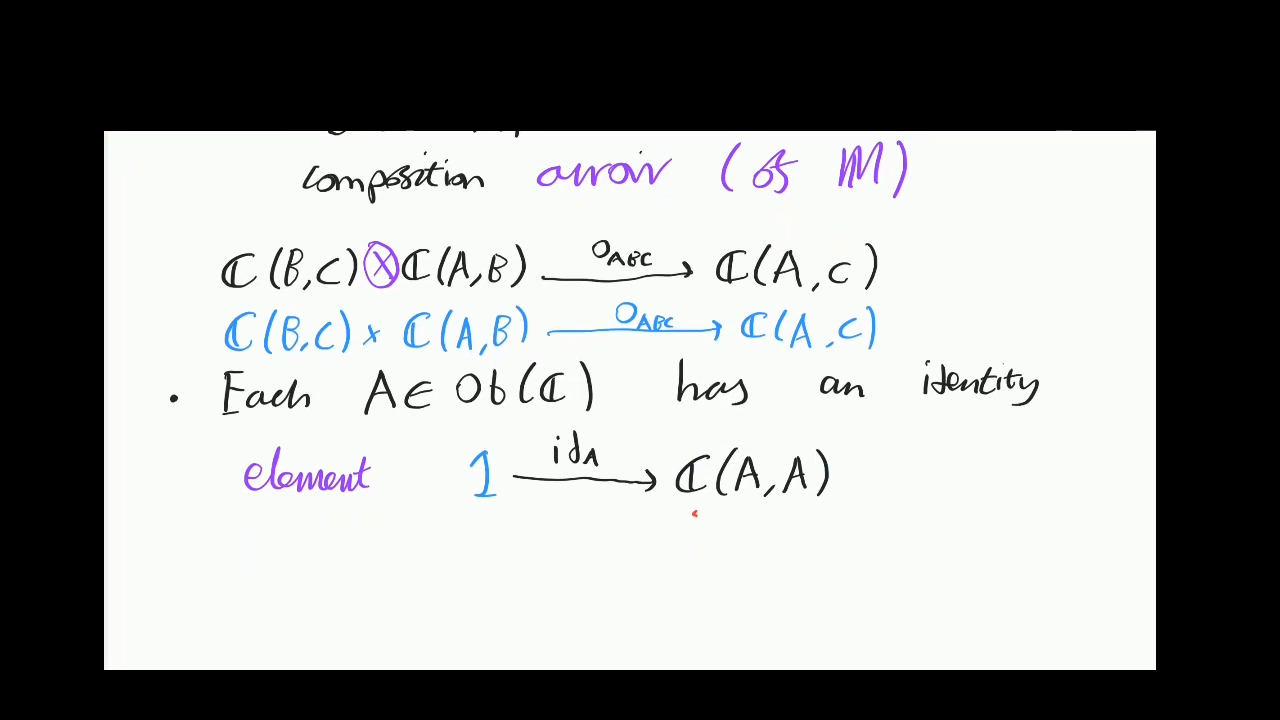 composition arrow (of M)
ℂ(B,C) ⊗ ℂ(A,B) —∘ABC→ ℂ(A,C)
ℂ(B,C) × ℂ(A,B) —∘ABC→ ℂ(A,C)
• Each A ∈ Ob(ℂ) has an identity
element 1 —idA→ ℂ(A,A)